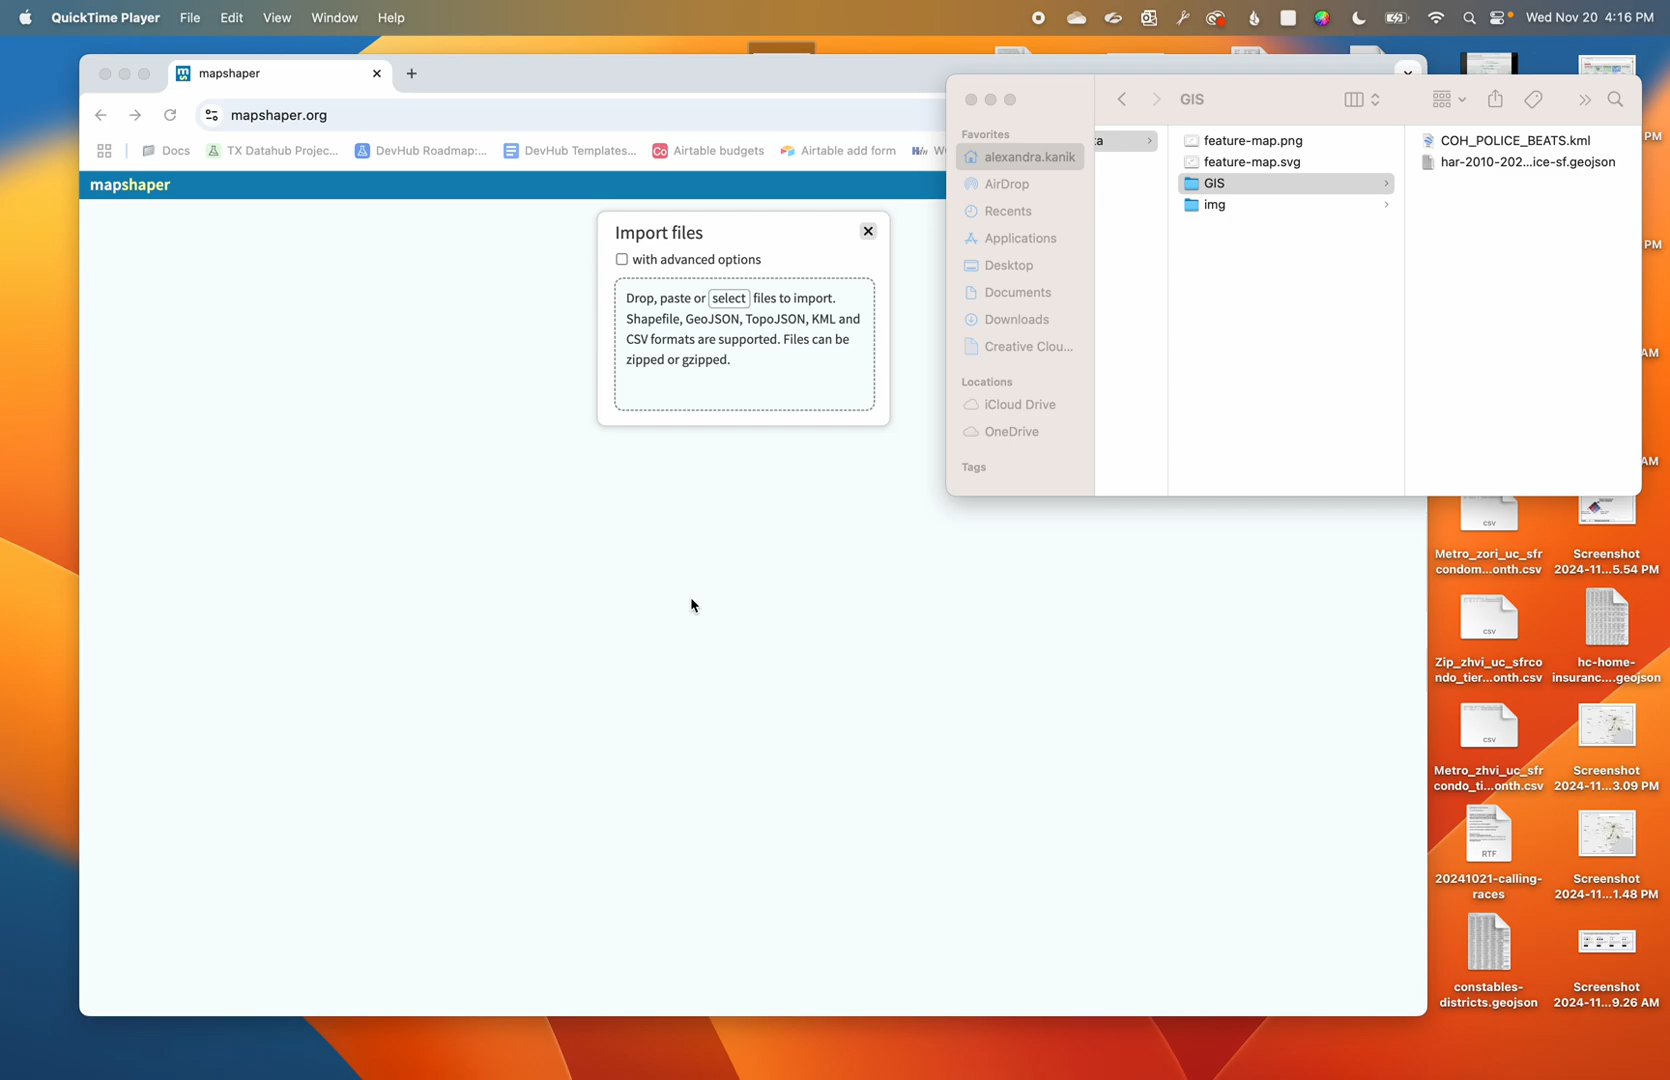 QuickTime Player File Edit View Window Help Wed Nov 20 4:16 PM
mapshaper
mapshaper.org
Docs TX Datahub Projec... DevHub Roadmap:... DevHub Templates... Airtable budgets Airtable add form
mapshaper
Import files
with advanced options
Drop, paste or select files to import.
Shapefile, GeoJSON, TopoJSON, KML and
CSV formats are supported. Files can be
zipped or gzipped.
GIS
Favorites
alexandra.kanik
AirDrop
Recents
Applications
Desktop
Documents
Downloads
Creative Clou...
Locations
iCloud Drive
OneDrive
Tags
feature-map.png
feature-map.svg
GIS
img
COH_POLICE_BEATS.kml
har-2010-202...ice-sf.geojson
PM
PM
AM
AM
CSV
Metro_zori_uc_sfr
condom...onth.csv
Screenshot
2024-11...5.54 PM
CSV
Zip_zhvi_uc_sfrco
ndo_tier...onth.csv
hc-home-
insuranc....geojson
CSV
Metro_zhvi_uc_sfr
condo_ti...onth.csv
Screenshot
2024-11...3.09 PM
RTF
20241021-calling-
races
Screenshot
2024-11...1.48 PM
constables-
districts.geojson
Screenshot
2024-11...9.26 AM